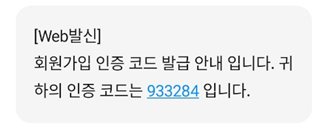 [Web발신]
회원가입 인증 코드 발급 안내 입니다. 귀
하의 인증 코드는 933284 입니다.